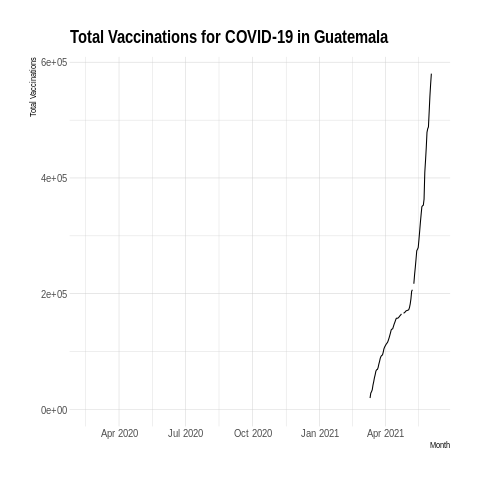 Total Vaccinations for COVID-19 in Guatemala
Total Vaccinations
6e+05
4e+05
2e+05
0e+00
Apr 2020 Jul 2020 Oct 2020 Jan 2021 Apr 2021
Month